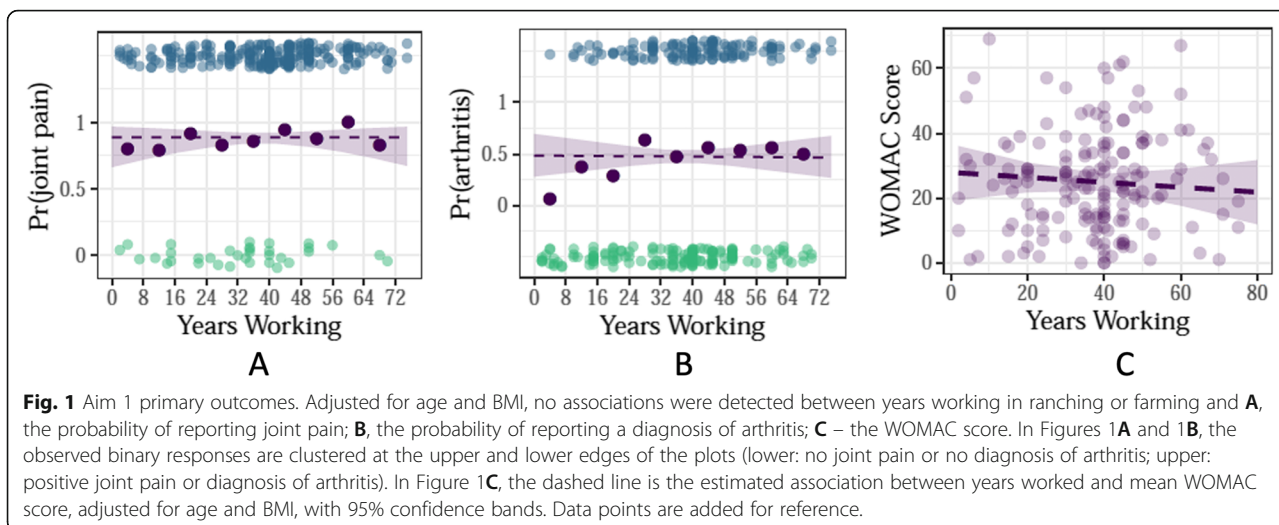 Pr(joint pain)
1
0.5
0
0 8 16 24 32 40 48 56 64 72
Years Working
A
Pr(arthritis)
1
0.5
0
0 8 16 24 32 40 48 56 64 72
Years Working
B
WOMAC Score
60
40
20
0
0 20 40 60 80
Years Working
C
Fig. 1 Aim 1 primary outcomes. Adjusted for age and BMI, no associations were detected between years working in ranching or farming and A,
the probability of reporting joint pain; B, the probability of reporting a diagnosis of arthritis; C – the WOMAC score. In Figures 1A and 1B, the
observed binary responses are clustered at the upper and lower edges of the plots (lower: no joint pain or no diagnosis of arthritis; upper:
positive joint pain or diagnosis of arthritis). In Figure 1C, the dashed line is the estimated association between years worked and mean WOMAC
score, adjusted for age and BMI, with 95% confidence bands. Data points are added for reference.